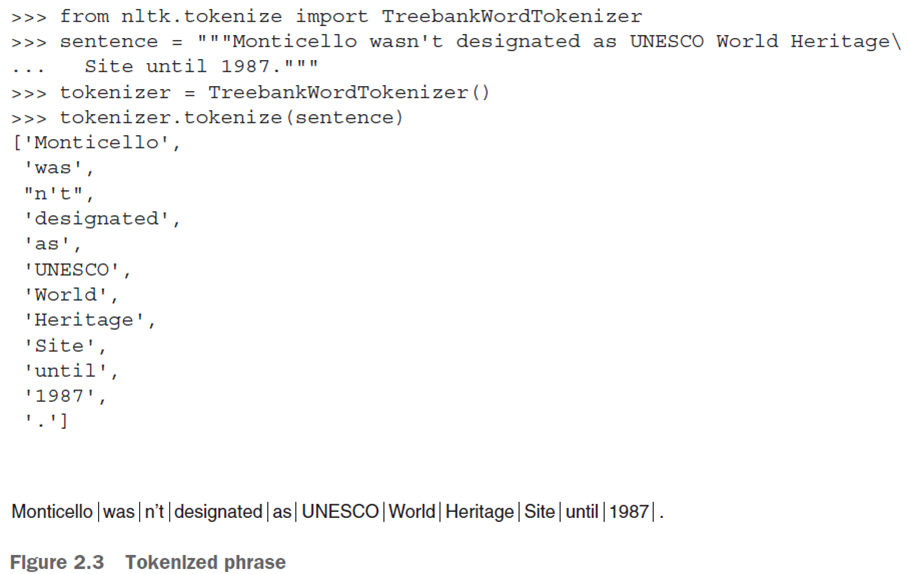 >>> from nltk.tokenize import TreebankWordTokenizer
>>> sentence = """Monticello wasn't designated as UNESCO World Heritage\
...   Site until 1987."""
>>> tokenizer = TreebankWordTokenizer()
>>> tokenizer.tokenize(sentence)
['Monticello',
 'was',
 "n't",
 'designated',
 'as',
 'UNESCO',
 'World',
 'Heritage',
 'Site',
 'until',
 '1987',
 '.']
Monticello|was|n’t|designated|as|UNESCO|World|Heritage|Site|until|1987|.
Figure 2.3 Tokenized phrase